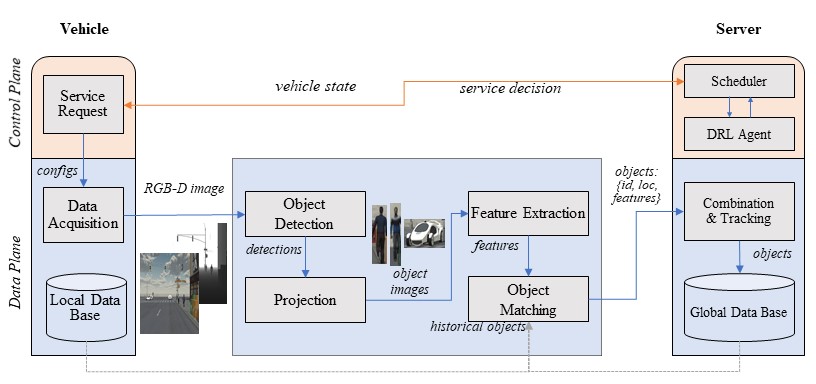 Vehicle
Server
Control Plane
Service
Request
vehicle state
service decision
Scheduler
DRL Agent
configs
Data Plane
Data
Acquisition
RGB-D image
Object
Detection
detections
Projection
object
images
Feature Extraction
features
Object
Matching
historical objects
objects:
{id, loc,
features}
Combination
& Tracking
objects
Local Data
Base
Global Data Base